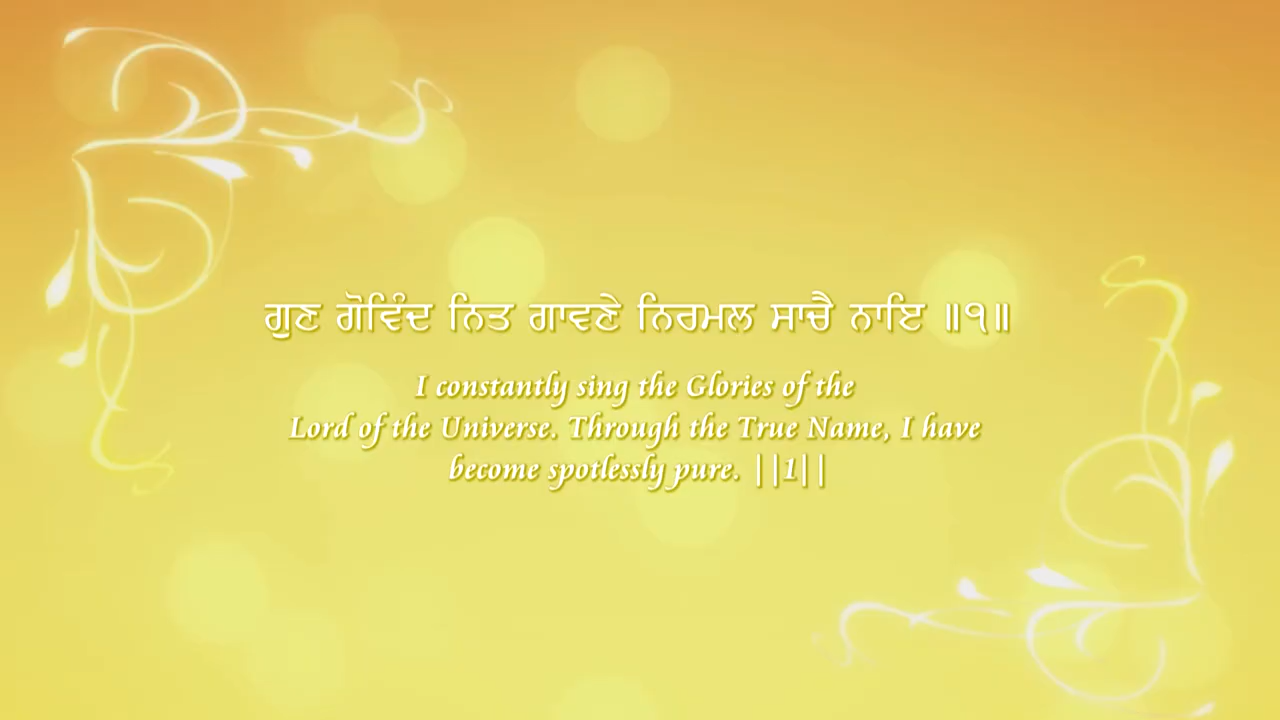 ਗੁਣ ਗੋਵਿੰਦ ਨਿਤ ਗਾਵਣੇ ਨਿਰਮਲ ਸਾਚੈ ਨਾਇ ॥੧॥
I constantly sing the Glories of the
Lord of the Universe. Through the True Name, I have
become spotlessly pure. ||1||